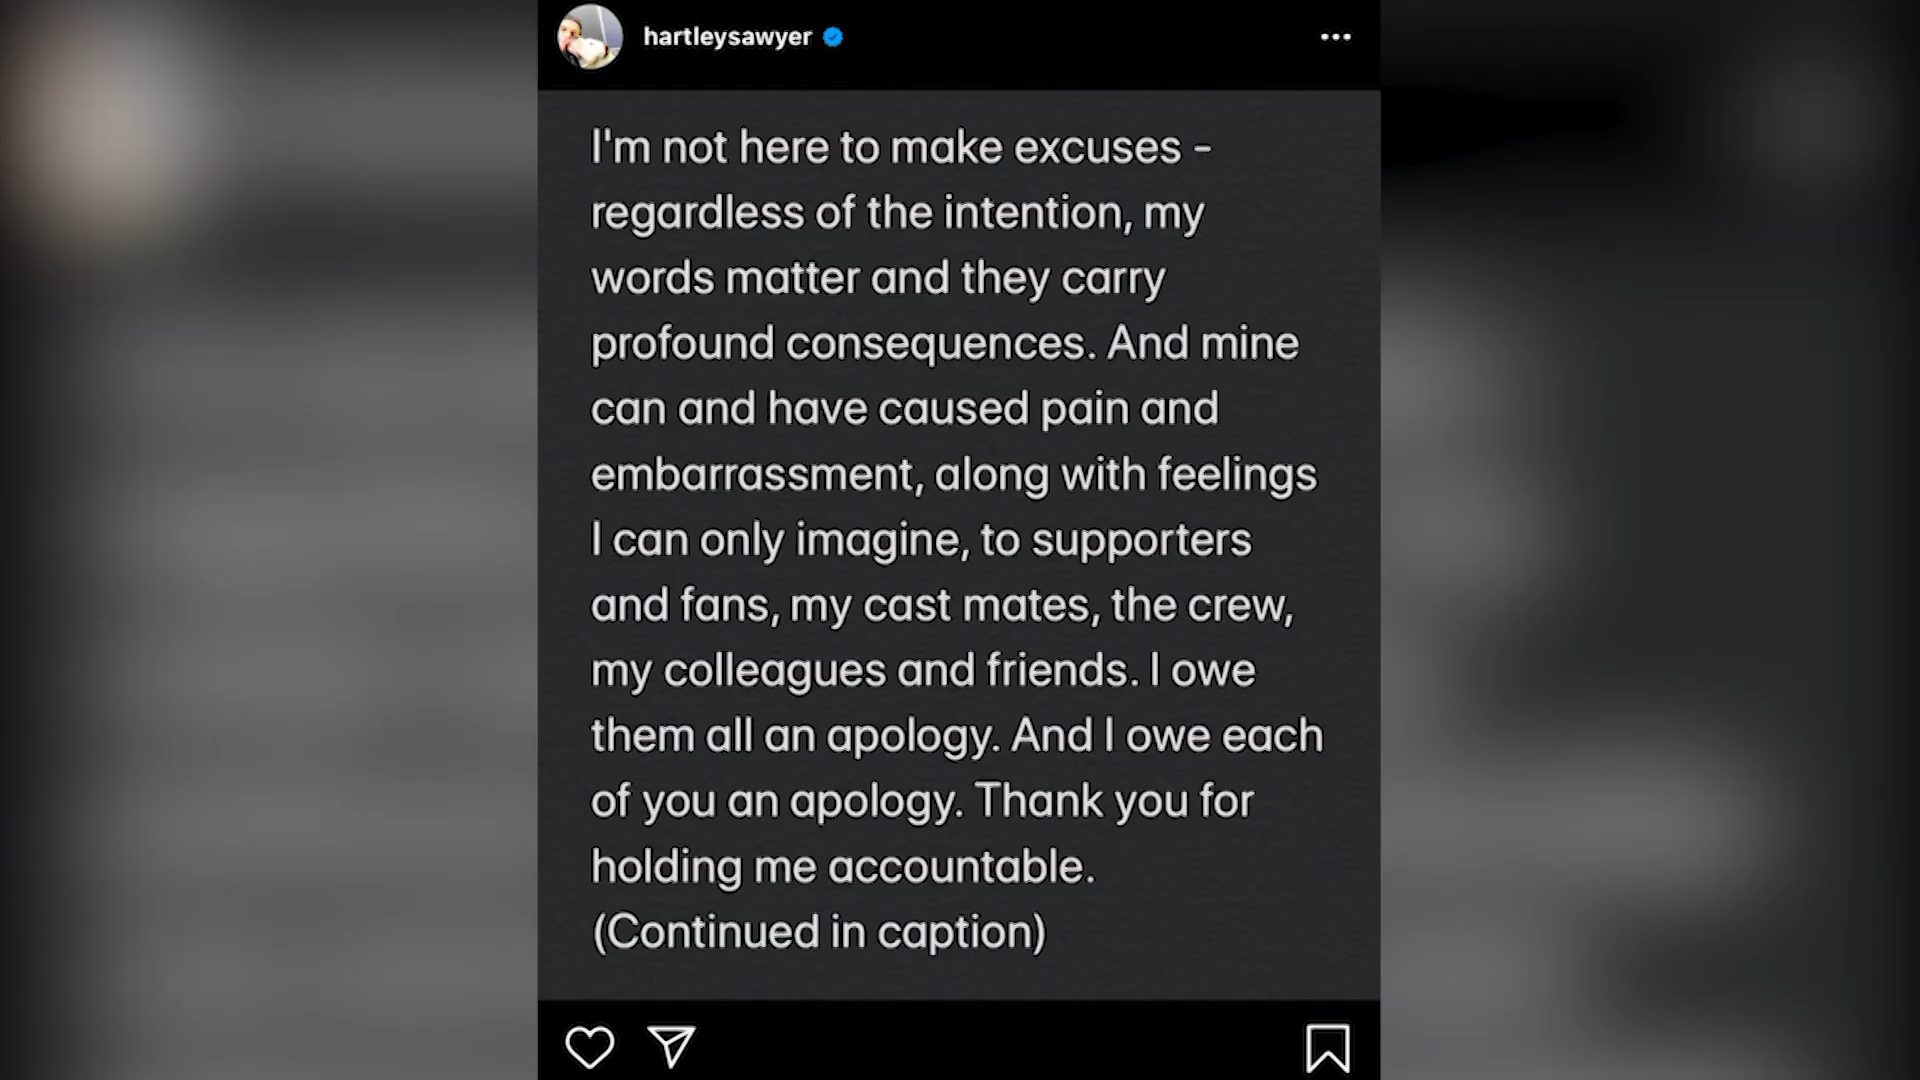 hartleysawyer
I'm not here to make excuses -
regardless of the intention, my
words matter and they carry
profound consequences. And mine
can and have caused pain and
embarrassment, along with feelings
I can only imagine, to supporters
and fans, my cast mates, the crew,
my colleagues and friends. I owe
them all an apology. And I owe each
of you an apology. Thank you for
holding me accountable.
(Continued in caption)